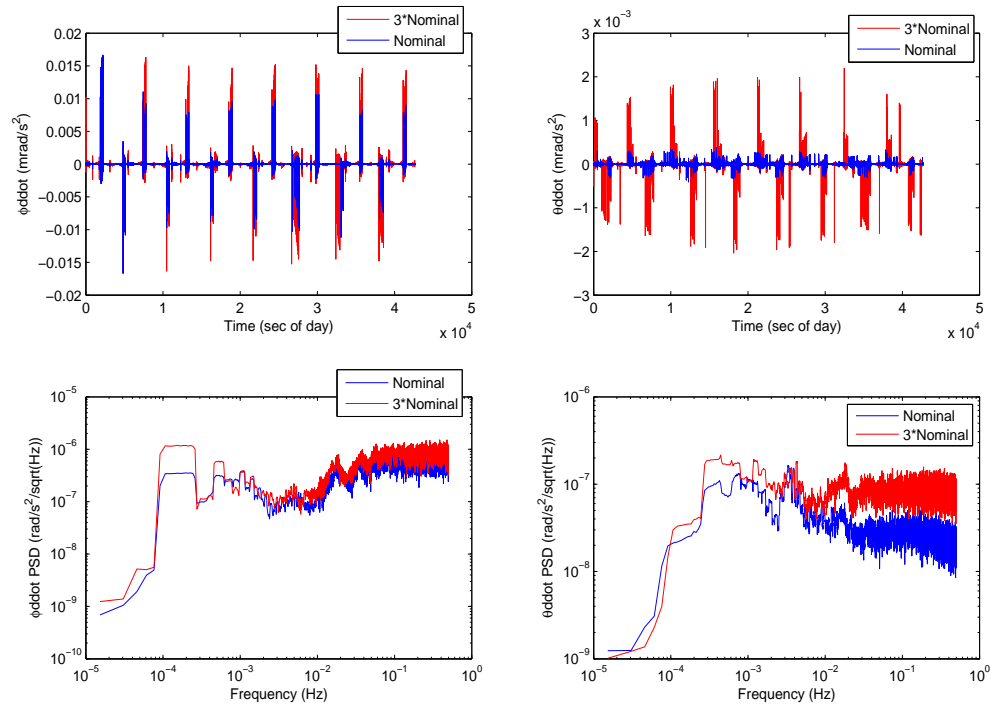 3*Nominal
Nominal
0.02
0.015
0.01
0.005
0
−0.005
−0.01
−0.015
−0.02
φddot (mrad/s²)
0 1 2 3 4 5
Time (sec of day)
x 10⁴
x 10⁻³
3*Nominal
Nominal
3
2
1
0
−1
−2
−3
θddot (mrad/s²)
0 1 2 3 4 5
Time (sec of day)
x 10⁴
Nominal
3*Nominal
10⁻⁵
10⁻⁶
10⁻⁷
10⁻⁸
10⁻⁹
10⁻¹⁰
φddot PSD (rad/s²/sqrt(Hz))
10⁻⁵ 10⁻⁴ 10⁻³ 10⁻² 10⁻¹ 10⁰
Frequency (Hz)
Nominal
3*Nominal
10⁻⁶
10⁻⁷
10⁻⁸
10⁻⁹
θddot PSD (rad/s²/sqrt(Hz))
10⁻⁵ 10⁻⁴ 10⁻³ 10⁻² 10⁻¹ 10⁰
Frequency (Hz)